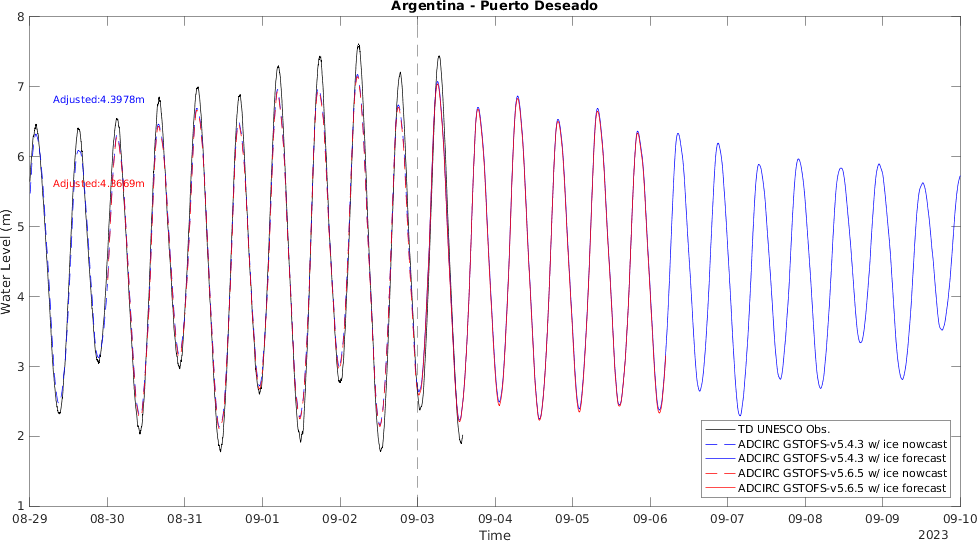 Argentina - Puerto Deseado
8
7
6
5
4
3
2
1
Water Level (m)
Adjusted:4.3978m
Adjusted:4.3669m
TD UNESCO Obs.
ADCIRC GSTOFS-v5.4.3 w/ ice nowcast
ADCIRC GSTOFS-v5.4.3 w/ ice forecast
ADCIRC GSTOFS-v5.6.5 w/ ice nowcast
ADCIRC GSTOFS-v5.6.5 w/ ice forecast
08-29 08-30 08-31 09-01 09-02 09-03 09-04 09-05 09-06 09-07 09-08 09-09 09-10
Time
2023